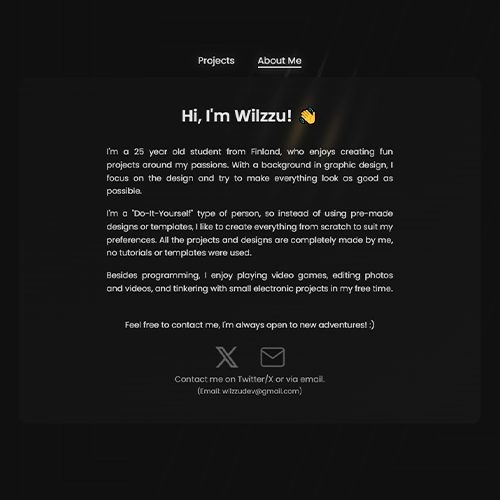 Projects About Me
Hi, I'm Wilzzu! 👋
I'm a 25 year old student from Finland, who enjoys creating fun
projects around my passions. With a background in graphic design, I
focus on the design and try to make everything look as good as
possible.
I'm a "Do-It-Yourself" type of person, so instead of using pre-made
designs or templates, I like to create everything from scratch to suit my
preferences. All the projects and designs are completely made by me,
no tutorials or templates were used.
Besides programming, I enjoy playing video games, editing photos
and videos, and tinkering with small electronic projects in my free time.
Feel free to contact me, I'm always open to new adventures! :)
Contact me on Twitter/X or via email.
(Email: wilzzudev@gmail.com)